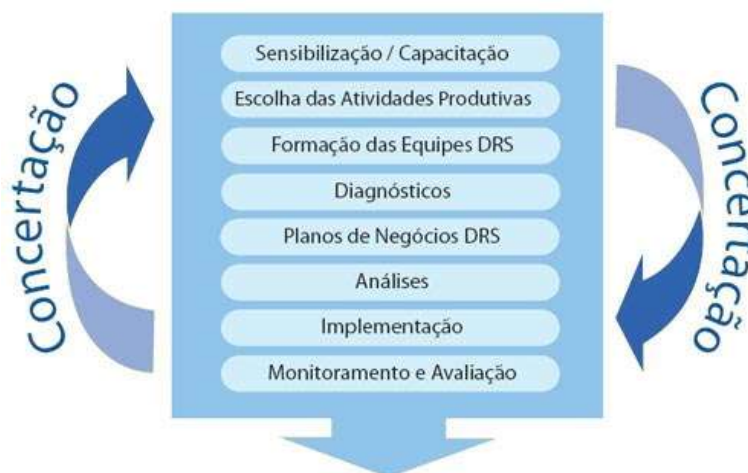 Concertação
Sensibilização / Capacitação
Escolha das Atividades Produtivas
Formação das Equipes DRS
Diagnósticos
Planos de Negócios DRS
Análises
Implementação
Monitoramento e Avaliação
Concertação